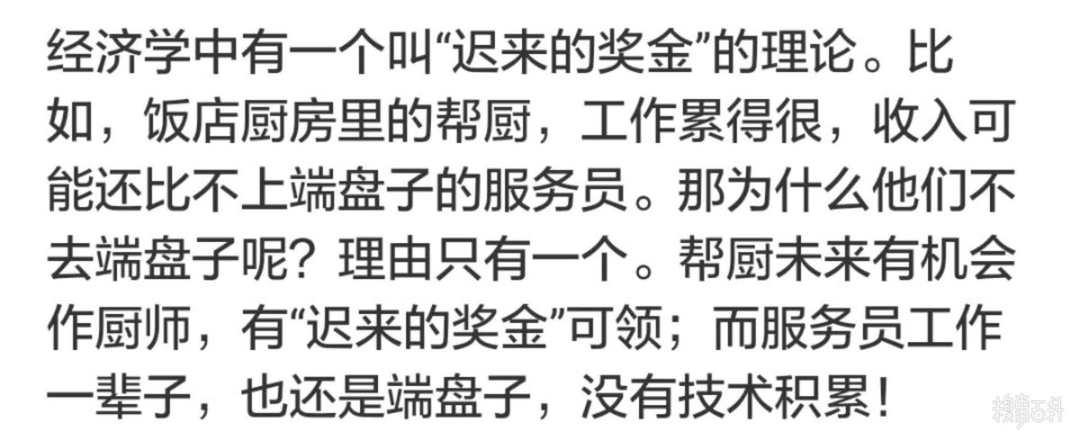 经济学中有一个叫“迟来的奖金”的理论。比
如，饭店厨房里的帮厨，工作累得很，收入可
能还比不上端盘子的服务员。那为什么他们不
去端盘子呢？理由只有一个。帮厨未来有机会
作厨师，有“迟来的奖金”可领；而服务员工作
一辈子，也还是端盘子，没有技术积累！